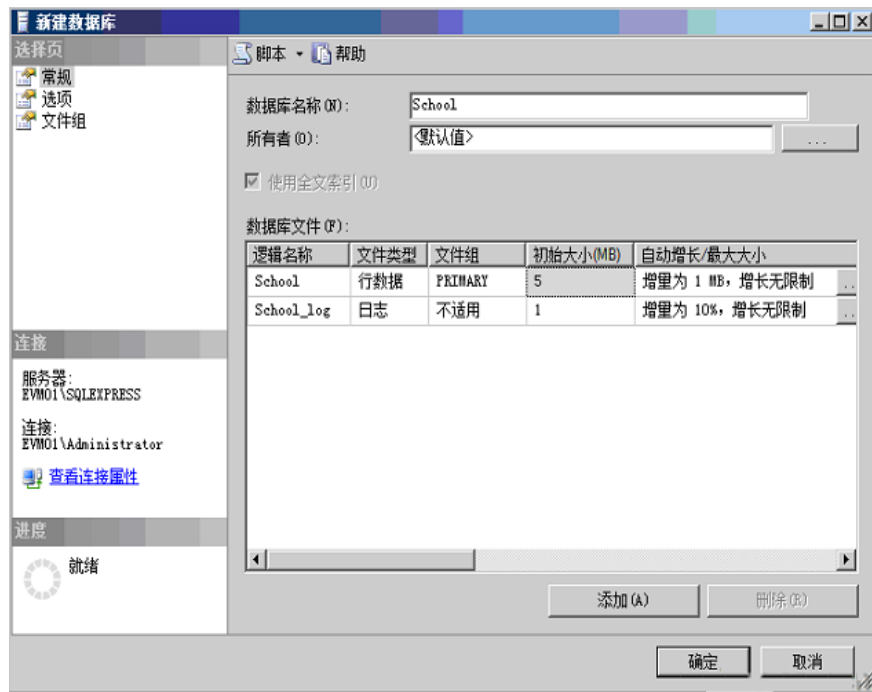 新建数据库
选择页
常规
选项
文件组
脚本 帮助
数据库名称(N): School
所有者(O): <默认值> ...
使用全文索引(U)
数据库文件(F):
逻辑名称 文件类型 文件组 初始大小(MB) 自动增长/最大大小
School 行数据 PRIMARY 5 增量为 1 MB，增长无限制 ..
School_log 日志 不适用 1 增量为 10%，增长无限制 ..
连接
服务器:
EVM01\SQLEXPRESS
连接:
EVM01\Administrator
查看连接属性
进度
就绪
添加(A) 删除(R)
确定 取消